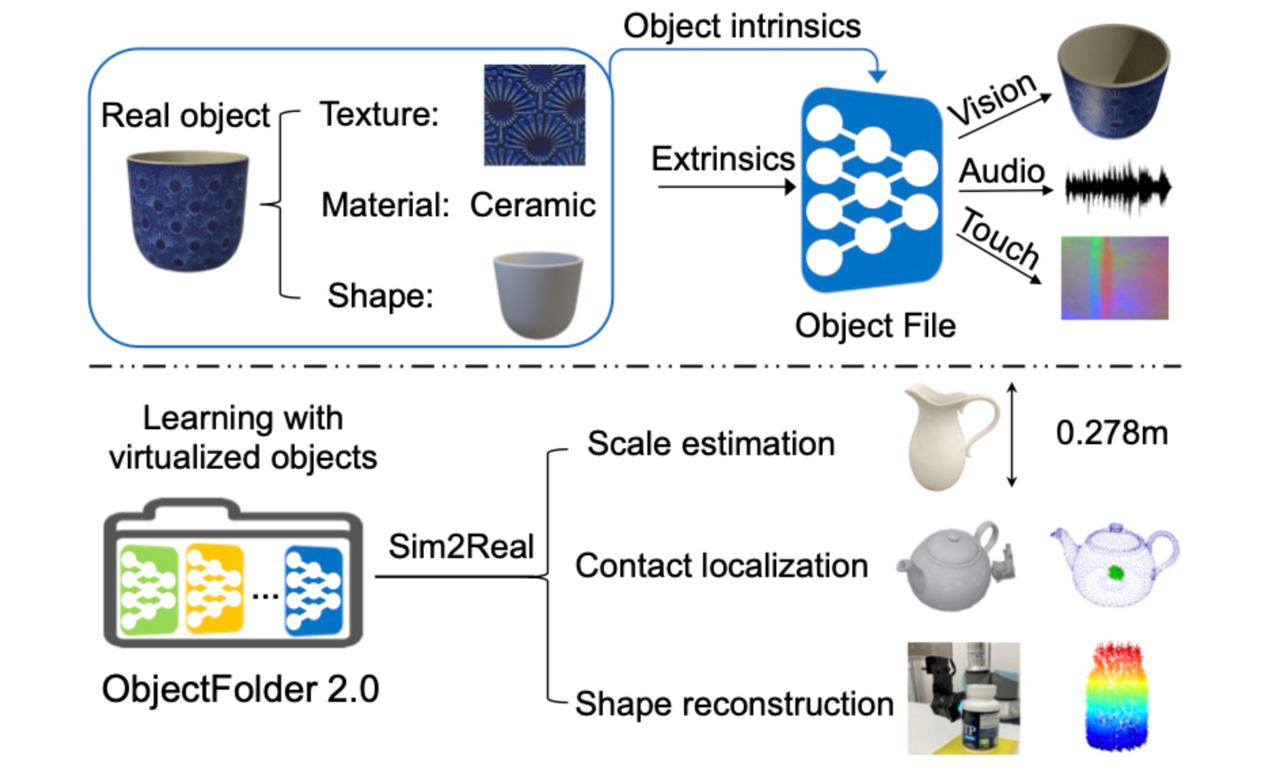 Object intrinsics
Real object
Texture:
Material: Ceramic
Shape:
Extrinsics
Vision
Audio
Touch
Object File
Learning with
virtualized objects
ObjectFolder 2.0
Sim2Real
Scale estimation
0.278m
Contact localization
Shape reconstruction